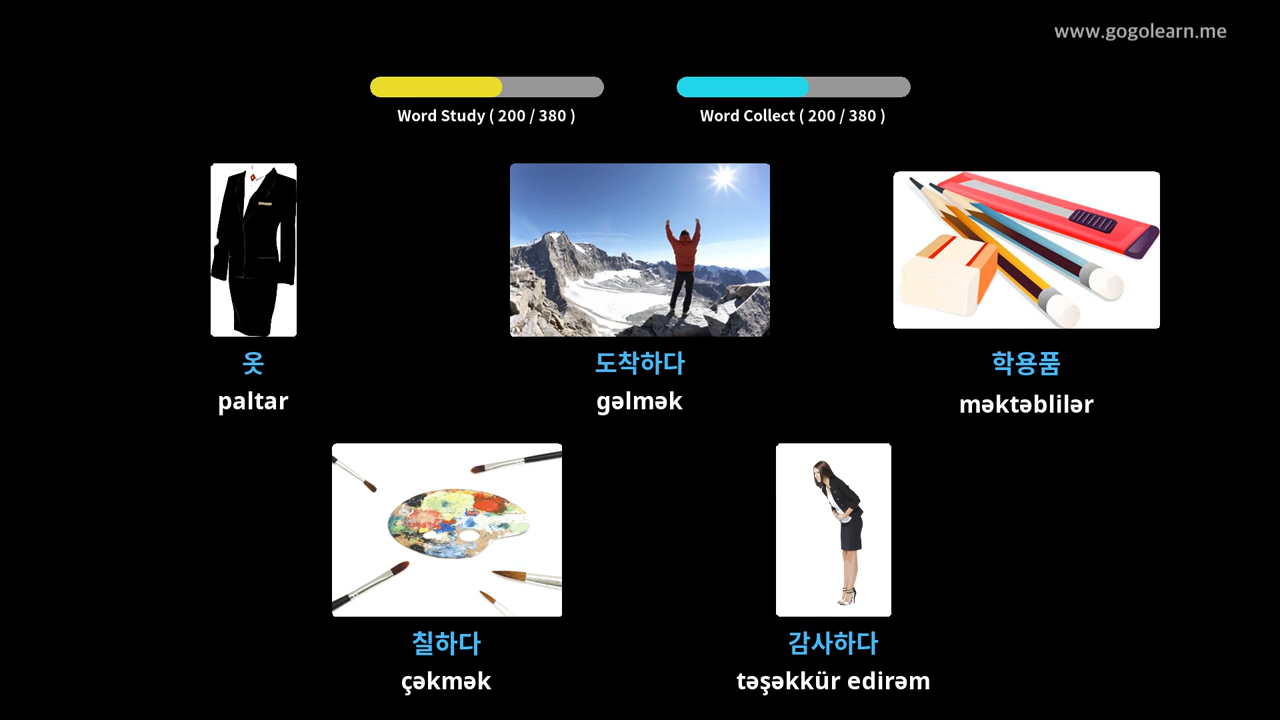 www.gogolearn.me
Word Study ( 200 / 380 )
Word Collect ( 200 / 380 )
옷
paltar
도착하다
gəlmək
학용품
məktəblilər
칠하다
çəkmək
감사하다
təşəkkür edirəm